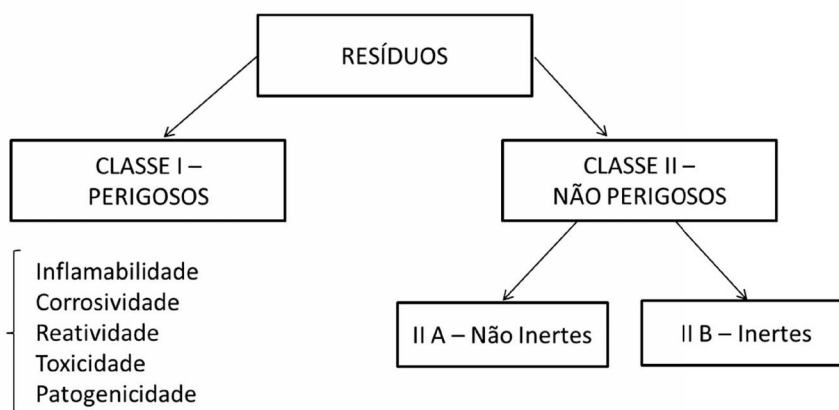 RESÍDUOS
CLASSE I –
PERIGOSOS
CLASSE II –
NÃO PERIGOSOS
Inflamabilidade
Corrosividade
Reatividade
Toxicidade
Patogenicidade
II A – Não Inertes
II B – Inertes